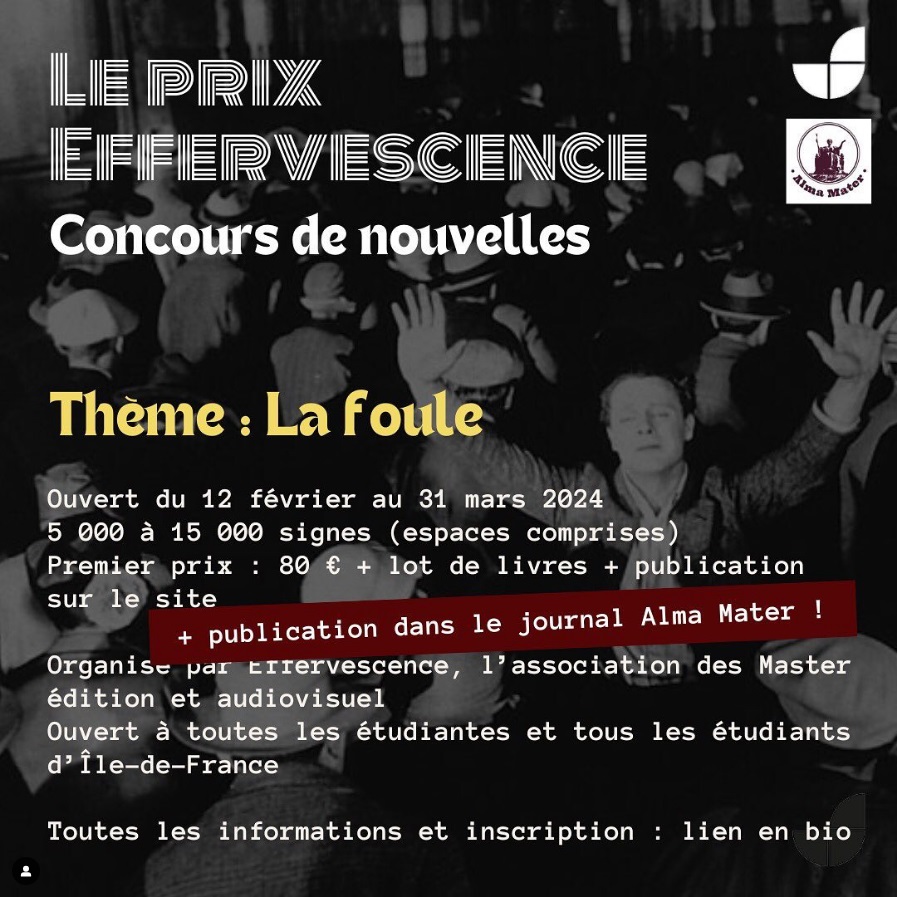 Le prix
Effervescence
Alma Mater
Concours de nouvelles
Thème : La foule
Ouvert du 12 février au 31 mars 2024
5 000 à 15 000 signes (espaces comprises)
Premier prix : 80 € + lot de livres + publication
sur le site
+ publication dans le journal Alma Mater !
Organisé par Effervescence, l’association des Master
édition et audiovisuel
Ouvert à toutes les étudiantes et tous les étudiants
d’Île-de-France
Toutes les informations et inscription : lien en bio